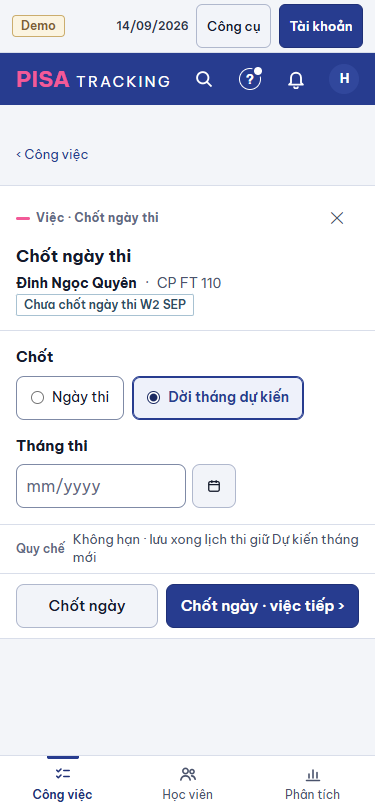 Demo 14/09/2026 Công cụ Tài khoản
PISA TRACKING ? H
‹ Công việc
Việc · Chốt ngày thi
Chốt ngày thi
Đinh Ngọc Quyên · CP FT 110
Chưa chốt ngày thi W2 SEP
Chốt
Ngày thi Dời tháng dự kiến
Tháng thi
mm/yyyy
Quy chế Không hạn · lưu xong lịch thi giữ Dự kiến tháng
mới
Chốt ngày Chốt ngày · việc tiếp ›
Công việc Học viên Phân tích